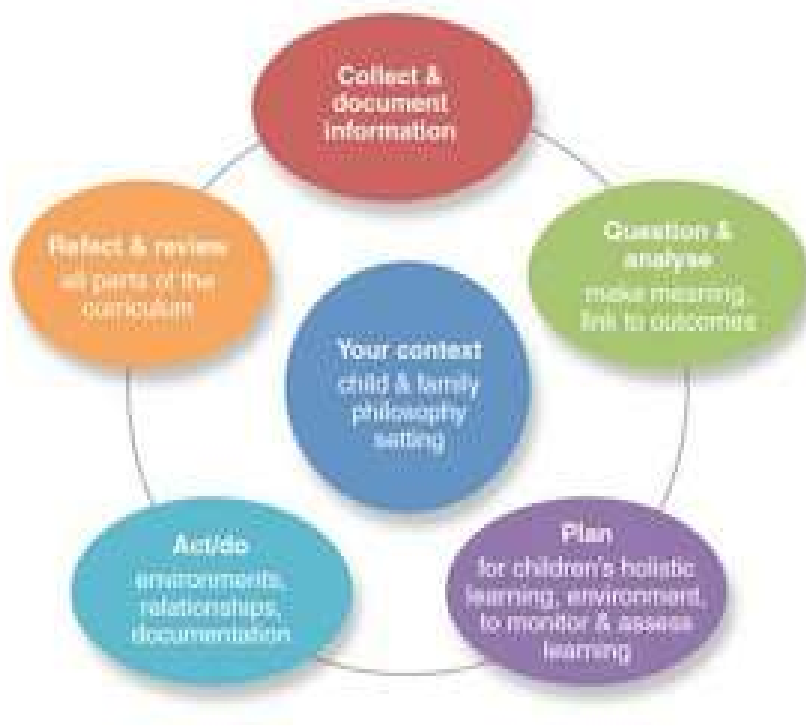 Collect &
document
information
Question &
analyse
make meaning,
link to outcomes
Plan
for children's holistic
learning, environment,
to monitor & assess
learning
Act/do
environments,
relationships,
documentation
Refect & review
all parts of the
curriculum
Your context
child & family
philosophy
setting